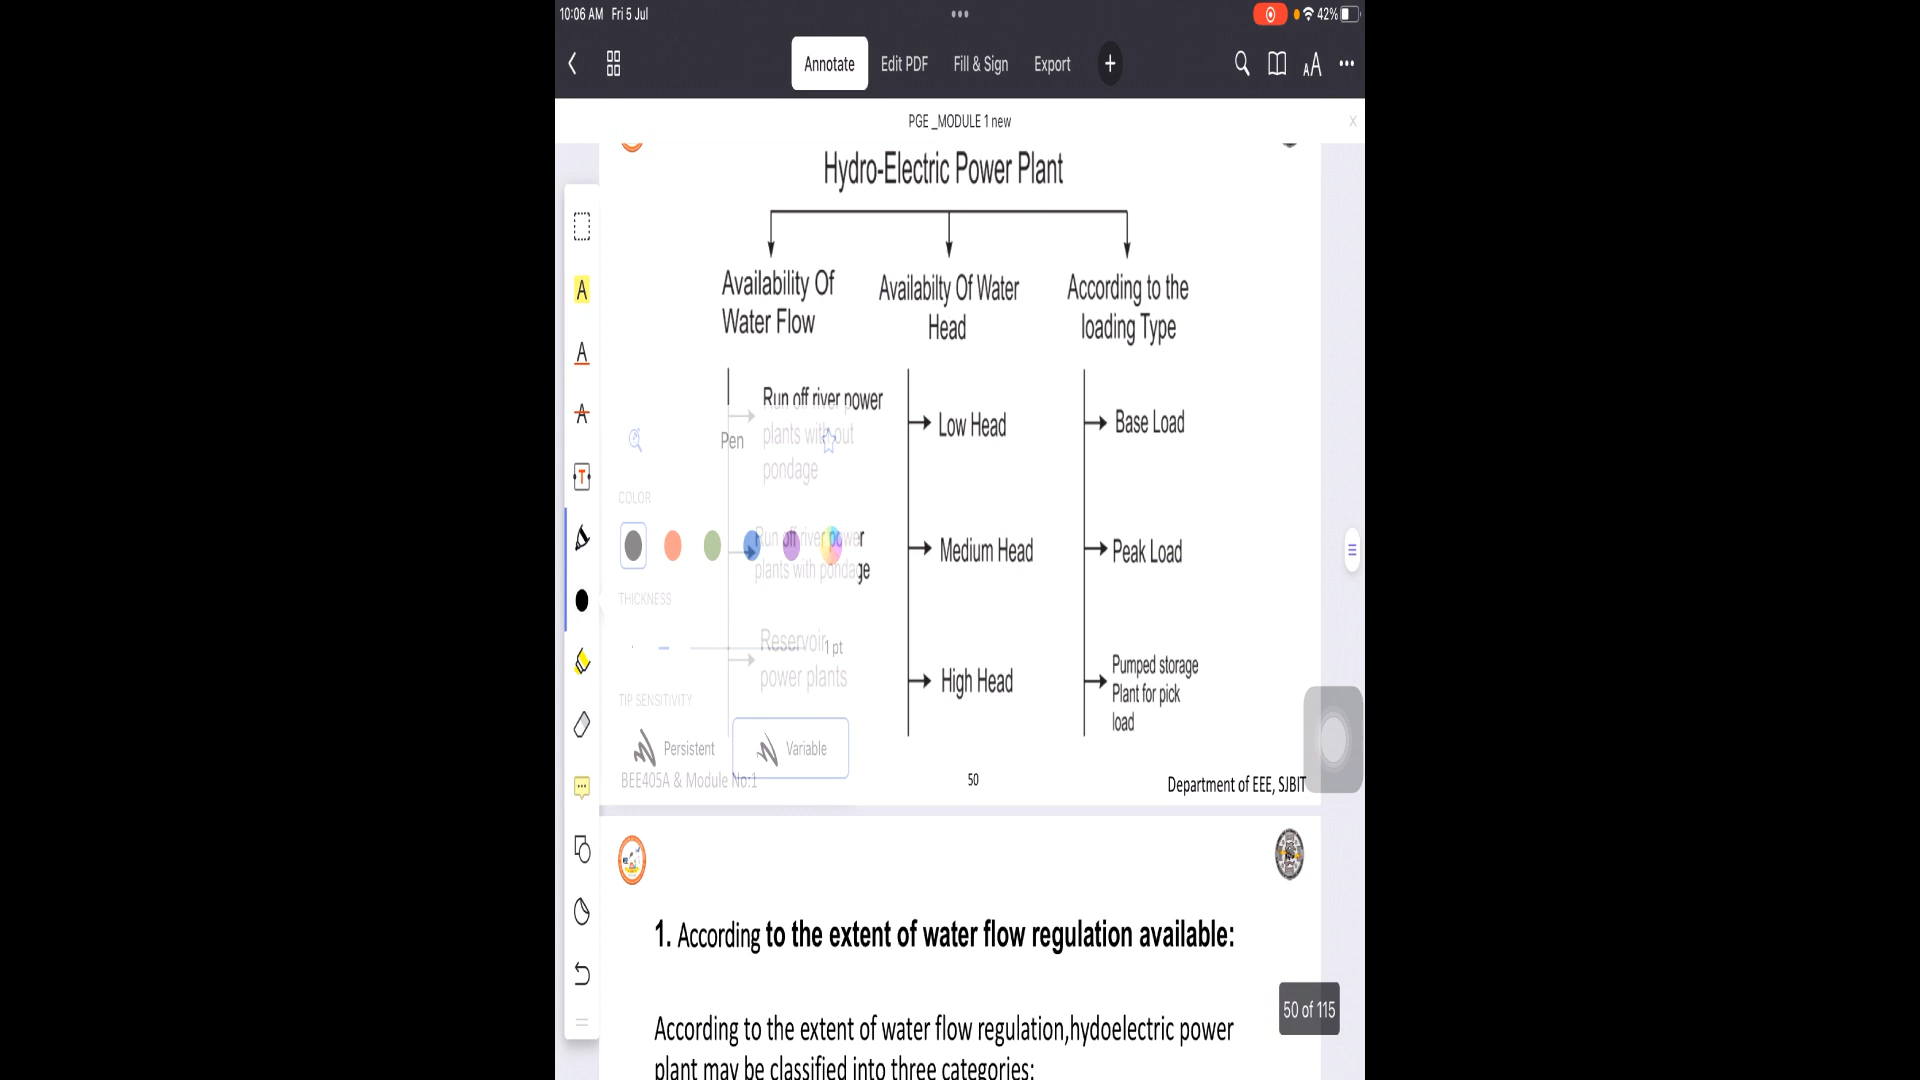 10:06 AM Fri 5 Jul
42%
Annotate Edit PDF Fill & Sign Export +
PGE _MODULE 1 new
Hydro-Electric Power Plant
Availability Of
Water Flow
Run off river power
plants with out
pondage
Run off river power
plants with pondage
Reservoir
power plants
Availabilty Of Water
Head
Low Head
Medium Head
High Head
According to the
loading Type
Base Load
Peak Load
Pumped storage
Plant for pick
load
Pen
COLOR
THICKNESS
1 pt
TIP SENSITIVITY
Persistent Variable
BEE405A & Module No:1 50 Department of EEE, SJBIT
1. According to the extent of water flow regulation available:
According to the extent of water flow regulation,hydoelectric power
plant may be classified into three categories:
50 of 115